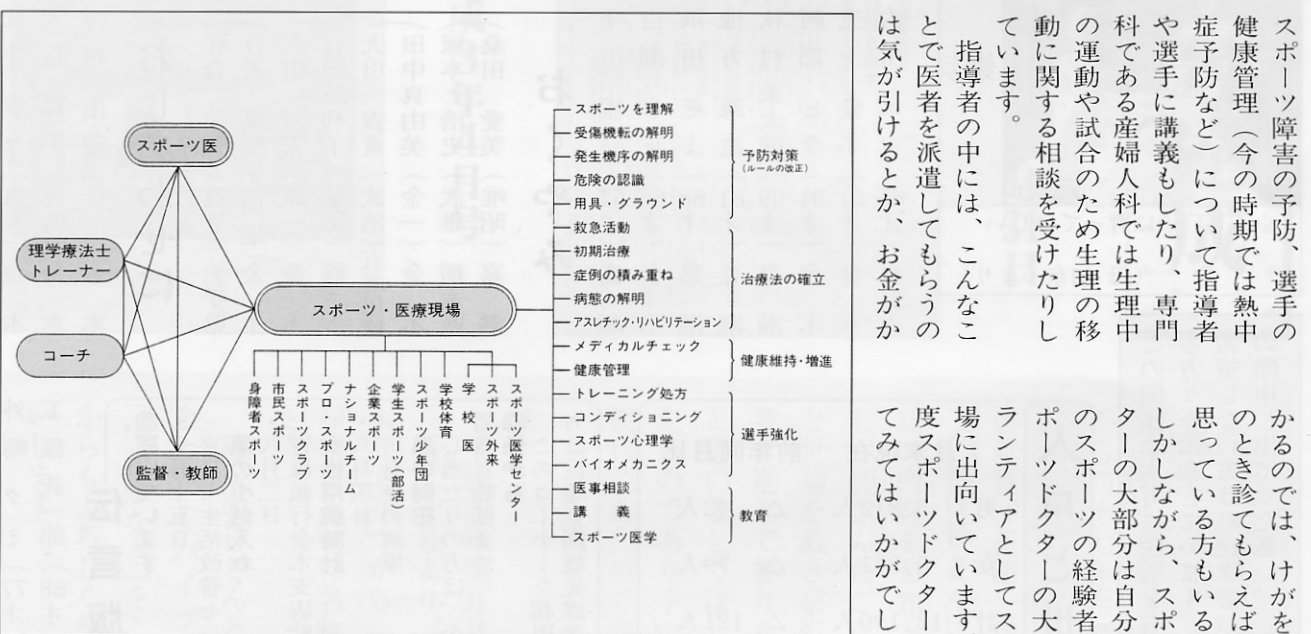 スポーツ障害の予防、選手の
健康管理（今の時期では熱中
症予防など）について指導者
や選手に講義もしたり、専門
科である産婦人科では生理中
の運動や試合のため生理の移
動に関する相談を受けたりし
ています。
指導者の中には、こんなこ
とで医者を派遣してもらうの
は気が引けるとか、お金がか
かるのでは、けがを
のとき診てもらえば
思っている方もいる
しかしながら、スポ
ターの大部分は自分
のスポーツの経験者
ポーツドクターの大
ランティアとしてス
場に出向いています
度スポーツドクター
てみてはいかがでし
スポーツ医
理学療法士
トレーナー
コーチ
監督・教師
スポーツ・医療現場
スポーツを理解
受傷機転の解明
発生機序の解明
危険の認識
用具・グラウンド
予防対策
（ルールの改正）
救急活動
初期治療
症例の積み重ね
病態の解明
アスレチック・リハビリテーション
治療法の確立
メディカルチェック
健康管理
健康維持・増進
トレーニング処方
コンディショニング
スポーツ心理学
バイオメカニクス
選手強化
医事相談
講　義
スポーツ医学
教育
スポーツ医学センター
スポーツ外来
学　校　医
学校体育
スポーツ少年団
学生スポーツ（部活）
企業スポーツ
ナショナルチーム
プロ・スポーツ
スポーツクラブ
市民スポーツ
身障者スポーツ